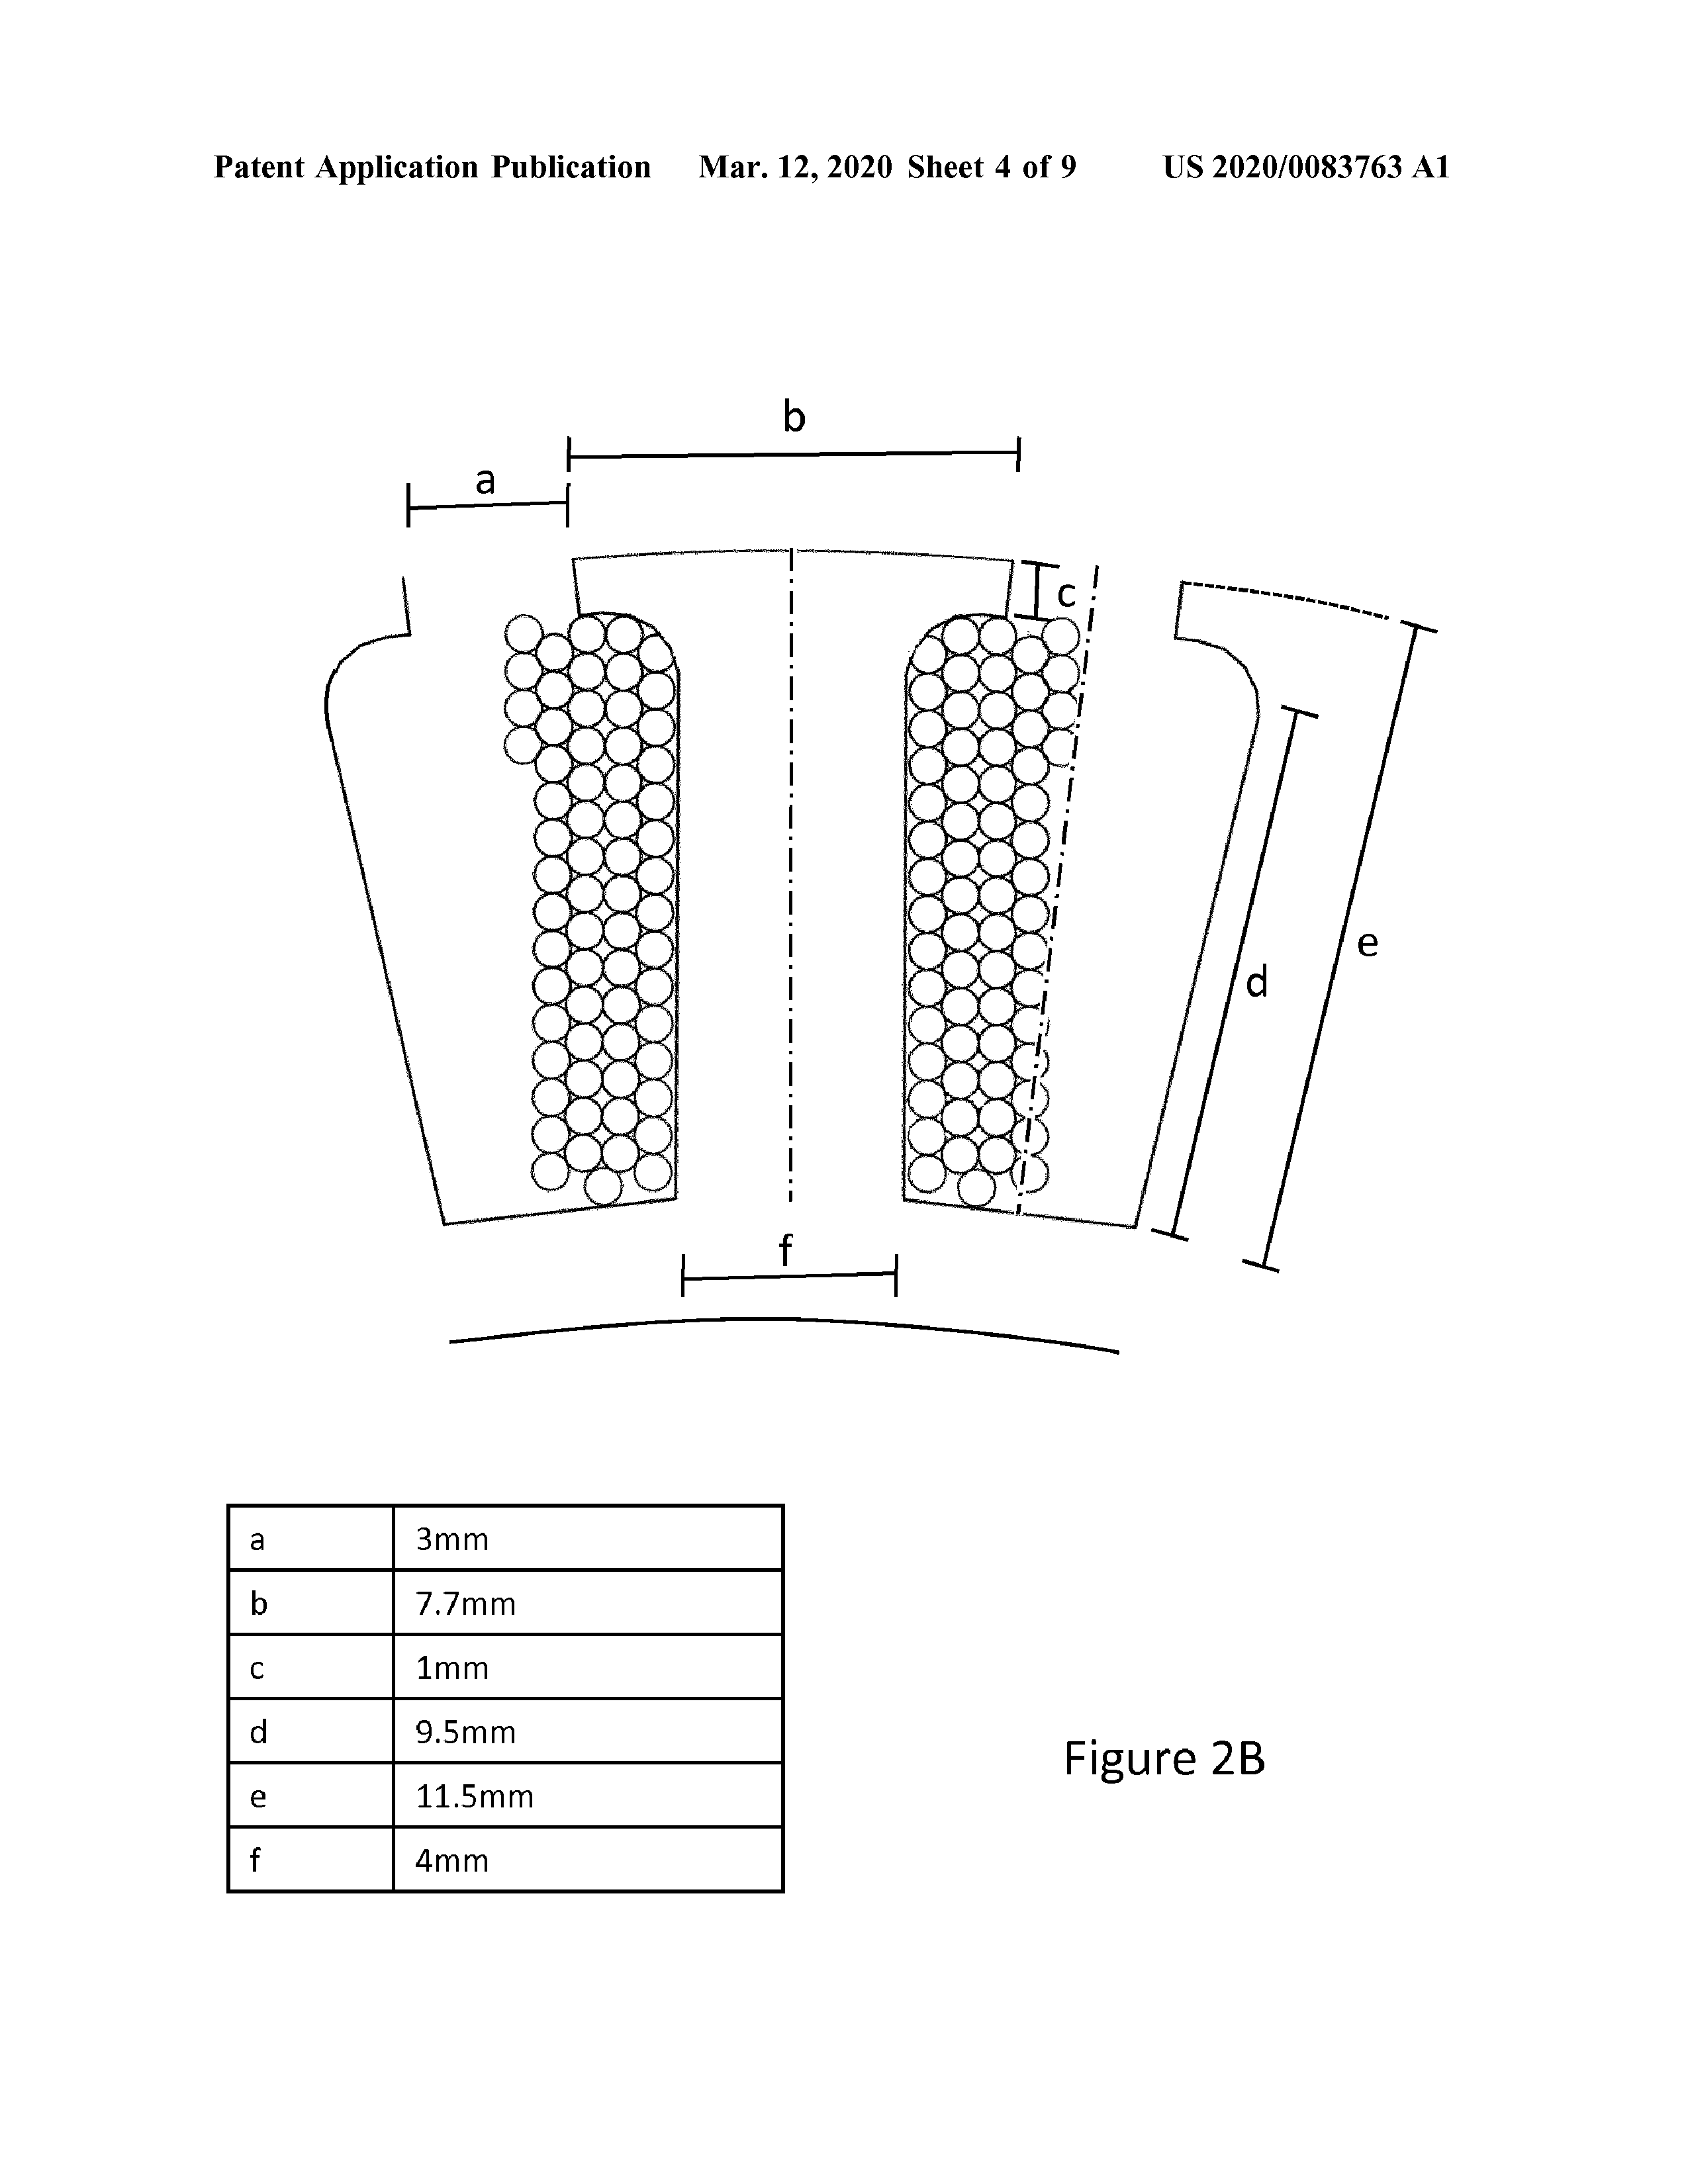 Patent Application Publication Mar. 12, 2020 Sheet 4 of 9 US 2020/0083763 A1
b
a
c
e
d
f
a 3mm
b 7.7mm
c 1mm
d 9.5mm
e 11.5mm
f 4mm
Figure 2B